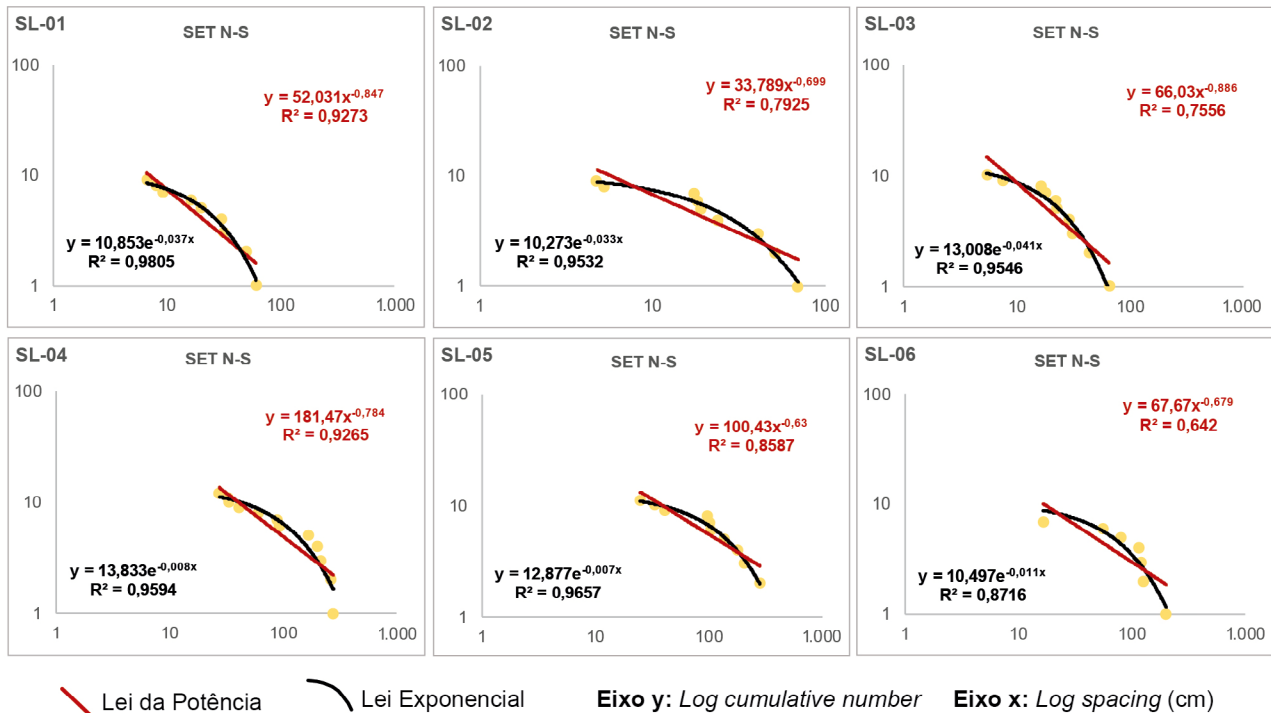 SL-01
SET N-S
100
10
1
y = 52,031x^-0,847
R² = 0,9273
y = 10,853e^-0,037x
R² = 0,9805
1 10 100 1.000
SL-02
SET N-S
100
10
1
y = 33,789x^-0,699
R² = 0,7925
y = 10,273e^-0,033x
R² = 0,9532
1 10 100
SL-03
SET N-S
100
10
1
y = 66,03x^-0,886
R² = 0,7556
y = 13,008e^-0,041x
R² = 0,9546
1 10 100 1.000
SL-04
SET N-S
100
10
1
y = 181,47x^-0,784
R² = 0,9265
y = 13,833e^-0,008x
R² = 0,9594
1 10 100 1.000
SL-05
SET N-S
100
10
1
y = 100,43x^-0,63
R² = 0,8587
y = 12,877e^-0,007x
R² = 0,9657
1 10 100 1.000
SL-06
SET N-S
100
10
1
y = 67,67x^-0,679
R² = 0,642
y = 10,497e^-0,011x
R² = 0,8716
1 10 100 1.000
Lei da Potência Lei Exponencial Eixo y: Log cumulative number Eixo x: Log spacing (cm)